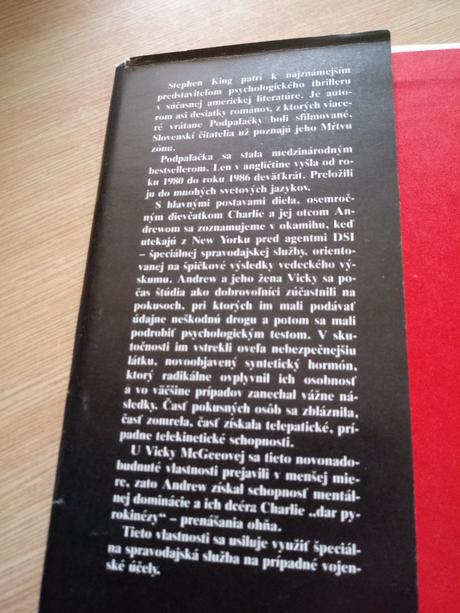 Stephen King patrí k najznámejším
predstaviteľom psychologického thrilleru
v súčasnej americkej literatúre. Je auto-
rom asi desiatky románov, z ktorých viace-
ré vrátane Podpaľačky boli sfilmované.
Slovenskí čitatelia už poznajú jeho Mŕtvu
zónu.
Podpaľačka sa stala medzinárodným
bestsellerom. Len v angličtine vyšla od ro-
ku 1980 do roku 1986 deväťkrát. Preložili
ju do mnohých svetových jazykov.
S hlavnými postavami diela, osemroč-
ným dievčatkom Charlie a jej otcom An-
drewom sa zoznamujeme v okamihu, keď
utekajú z New Yorku pred agentmi DSI
– špeciálnej spravodajskej služby, oriento-
vanej na špičkové výsledky vedeckého vý-
skumu. Andrew a jeho žena Vicky sa po-
čas štúdia ako dobrovoľníci zúčastnili na
pokusoch, pri ktorých im mali podávať
údajne neškodnú drogu a potom sa mali
podrobiť psychologickým testom. V sku-
točnosti im vstrekli oveľa nebezpečnejšiu
látku, novoobjavený syntetický hormón,
ktorý radikálne ovplyvnil ich osobnosť
a vo väčšine prípadov zanechal vážne ná-
sledky. Časť pokusných osôb sa zbláznila,
časť zomrela, časť získala telepatické, prí-
padne telekinetické schopnosti.
U Vicky McGeeovej sa tieto novonado-
budnuté vlastnosti prejavili v menšej mie-
re, zato Andrew získal schopnosť mentál-
nej dominácie a ich dcéra Charlie „dar py-
rokinézy“ – prenášania ohňa.
Tieto vlastnosti sa usiluje využiť špeciál-
na spravodajská služba na prípadné vojen-
ské účely.